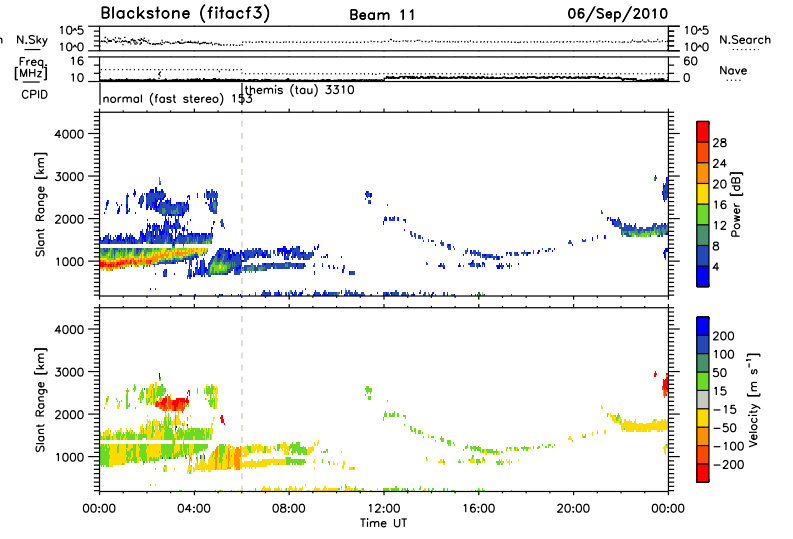 Blackstone (fitacf3) Beam 11 06/Sep/2010
N.Sky 10^5 10^5 N.Search
10^0 10^0
Freq. 16 60 Nave
[MHz] 10 0
CPID normal (fast stereo) 153 themis (tau) 3310
Slant Range [km]
4000
3000
2000
1000
28
24
20
16
12
8
4
Power [dB]
Slant Range [km]
4000
3000
2000
1000
200
100
50
15
-15
-50
-100
-200
Velocity [m s⁻¹]
00:00 04:00 08:00 12:00 16:00 20:00 00:00
Time UT